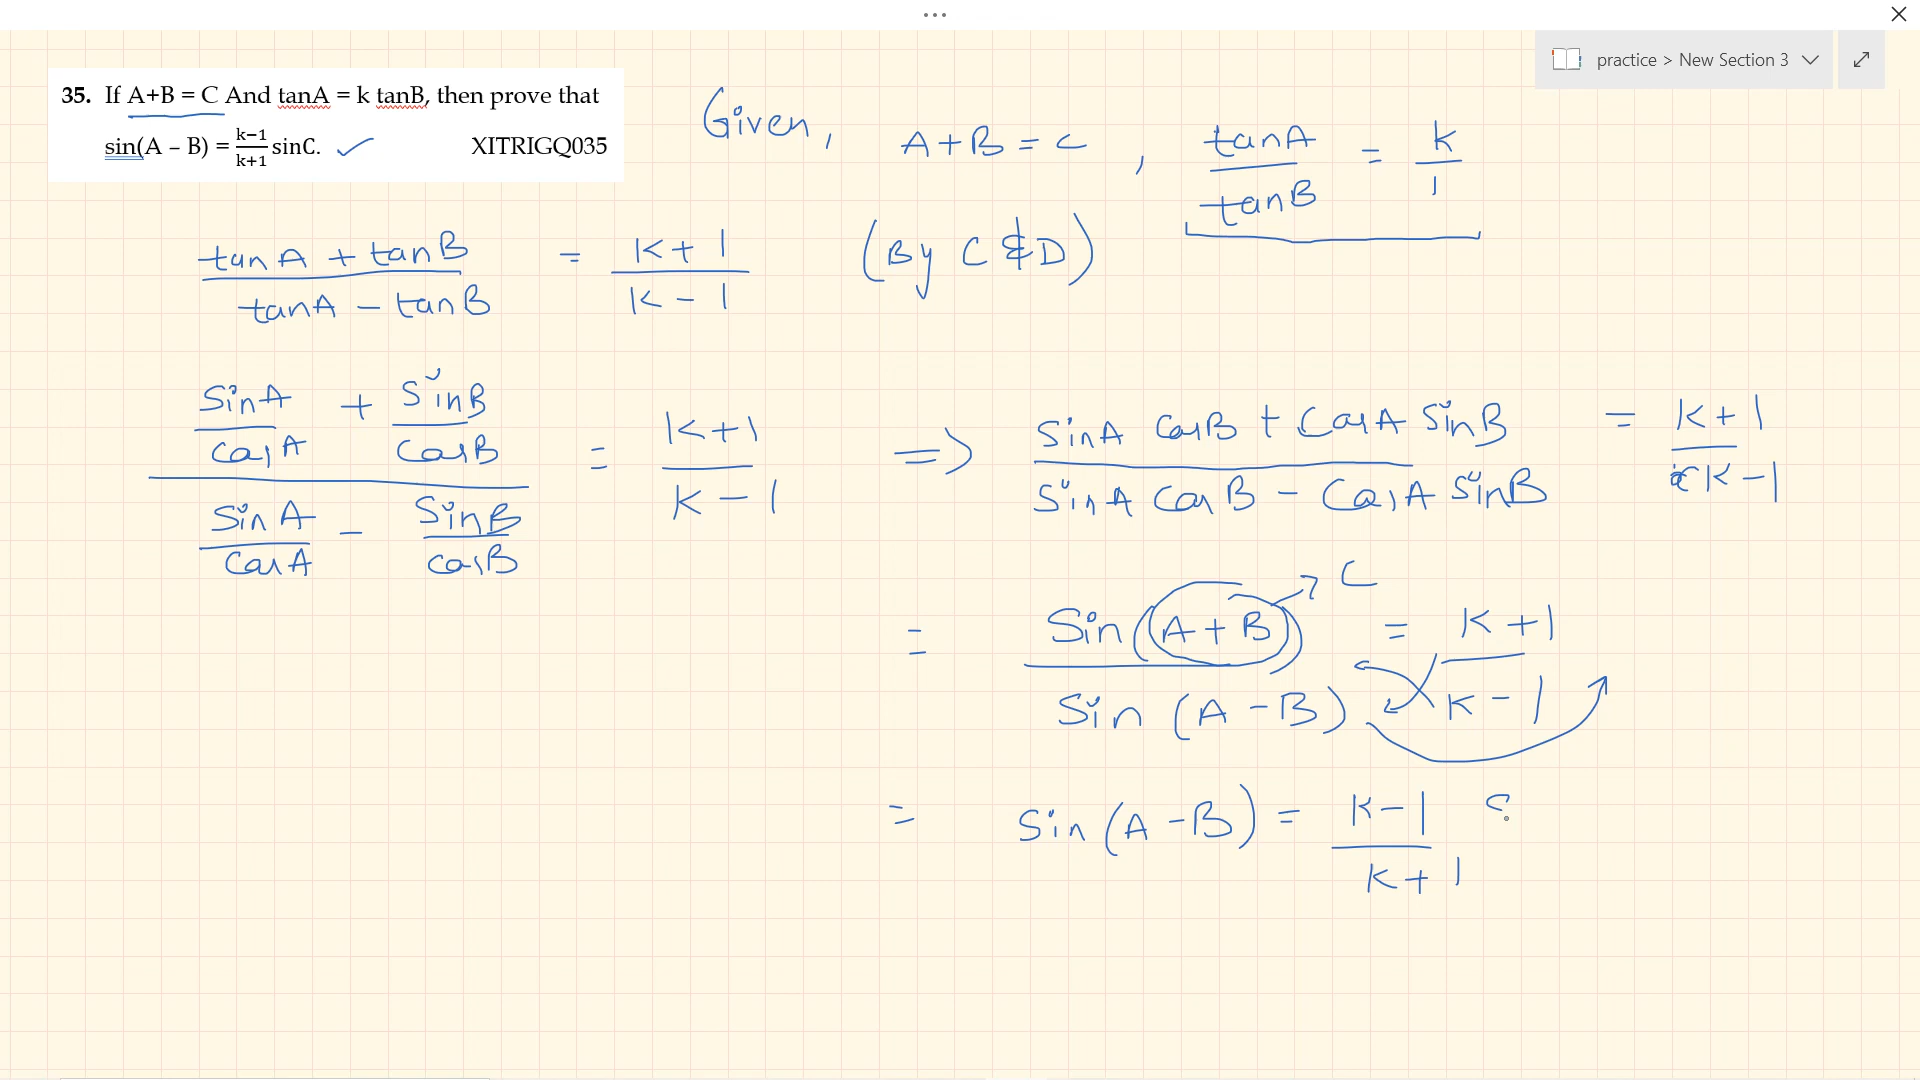 practice > New Section 3
35. If A+B = C And tanA = k tanB, then prove that
sin(A – B) = k−1/k+1 sinC. XITRIGQ035
Given, A+B = C , tanA/tanB = k/1
tanA + tanB / tanA − tanB = k+1 / k−1 (By C & D)
SinA/CosA + SinB/CosB / SinA/CosA − SinB/CosB = k+1 / k−1
=> SinA CosB + CosA SinB / SinA CosB − CosA SinB = k+1 / k−1
= Sin(A+B) / Sin(A−B) = k+1 / k−1
C
= Sin(A−B) = k−1 / k+1